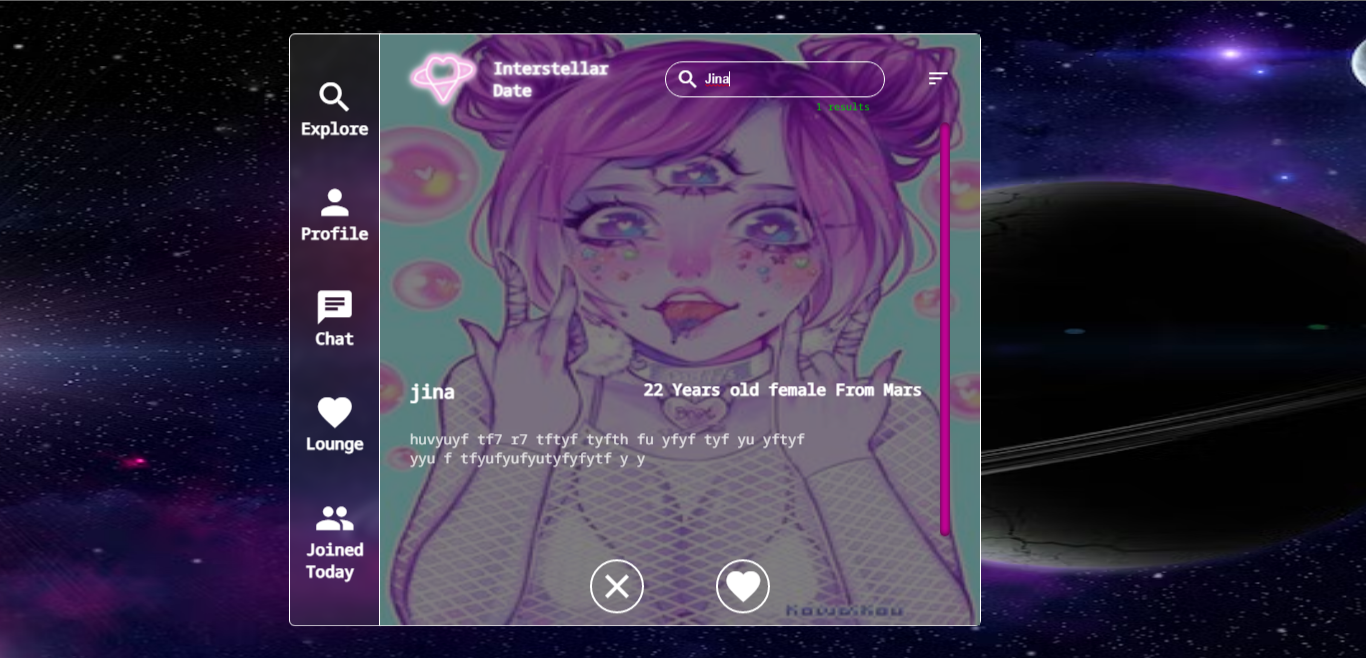 Interstellar
Date
Jina
1 results
Explore
Profile
Chat
Lounge
Joined
Today
jina
22 Years old female From Mars
huvyuyf tf7 r7 tftyf tyfth fu yfyf tyf yu yftyf
yyu f tfyufyufyutyfyfytf y y